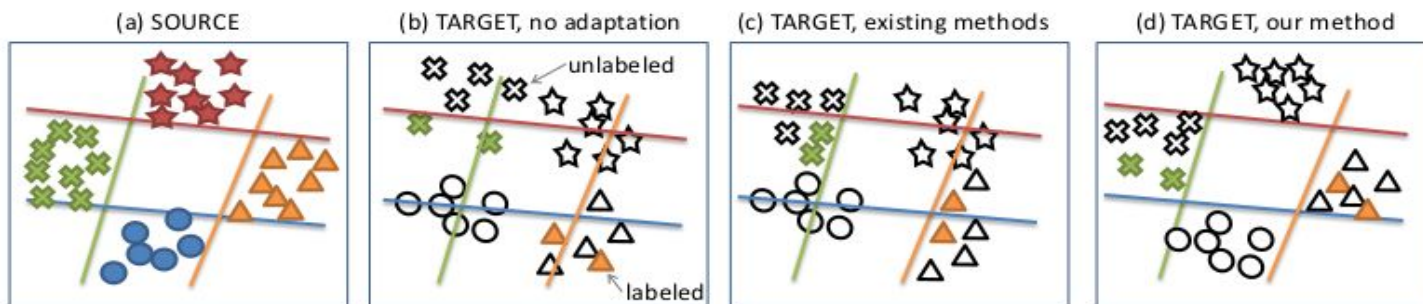 (a) SOURCE
(b) TARGET, no adaptation
(c) TARGET, existing methods
(d) TARGET, our method
unlabeled
labeled